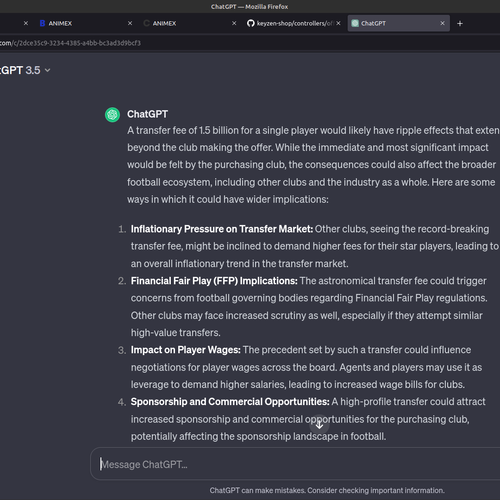 ChatGPT — Mozilla Firefox
ANIMEX
ANIMEX
keyzen-shop/controllers/
ChatGPT
.com/c/2dce35c9-3234-4385-a4bb-bc3ad3d9bcf3
tGPT 3.5
ChatGPT
A transfer fee of 1.5 billion for a single player would likely have ripple effects that exten
beyond the club making the offer. While the immediate and most significant impact
would be felt by the purchasing club, the consequences could also affect the broader
football ecosystem, including other clubs and the industry as a whole. Here are some
ways in which it could have wider implications:
1. Inflationary Pressure on Transfer Market: Other clubs, seeing the record-breaking
transfer fee, might be inclined to demand higher fees for their star players, leading to
an overall inflationary trend in the transfer market.
2. Financial Fair Play (FFP) Implications: The astronomical transfer fee could trigger
concerns from football governing bodies regarding Financial Fair Play regulations.
Other clubs may face increased scrutiny as well, especially if they attempt similar
high-value transfers.
3. Impact on Player Wages: The precedent set by such a transfer could influence
negotiations for player wages across the board. Agents and players may use it as
leverage to demand higher salaries, leading to increased wage bills for clubs.
4. Sponsorship and Commercial Opportunities: A high-profile transfer could attract
increased sponsorship and commercial opportunities for the purchasing club,
potentially affecting the sponsorship landscape in football.
Message ChatGPT...
ChatGPT can make mistakes. Consider checking important information.